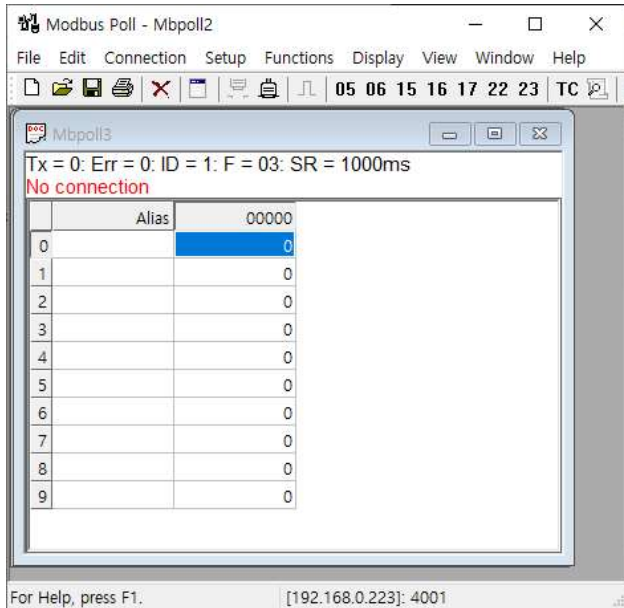 Modbus Poll - Mbpoll2
File Edit Connection Setup Functions Display View Window Help
05 06 15 16 17 22 23 TC
Mbpoll3
Tx = 0: Err = 0: ID = 1: F = 03: SR = 1000ms
No connection
Alias 00000
0 0
1 0
2 0
3 0
4 0
5 0
6 0
7 0
8 0
9 0
For Help, press F1. [192.168.0.223]: 4001